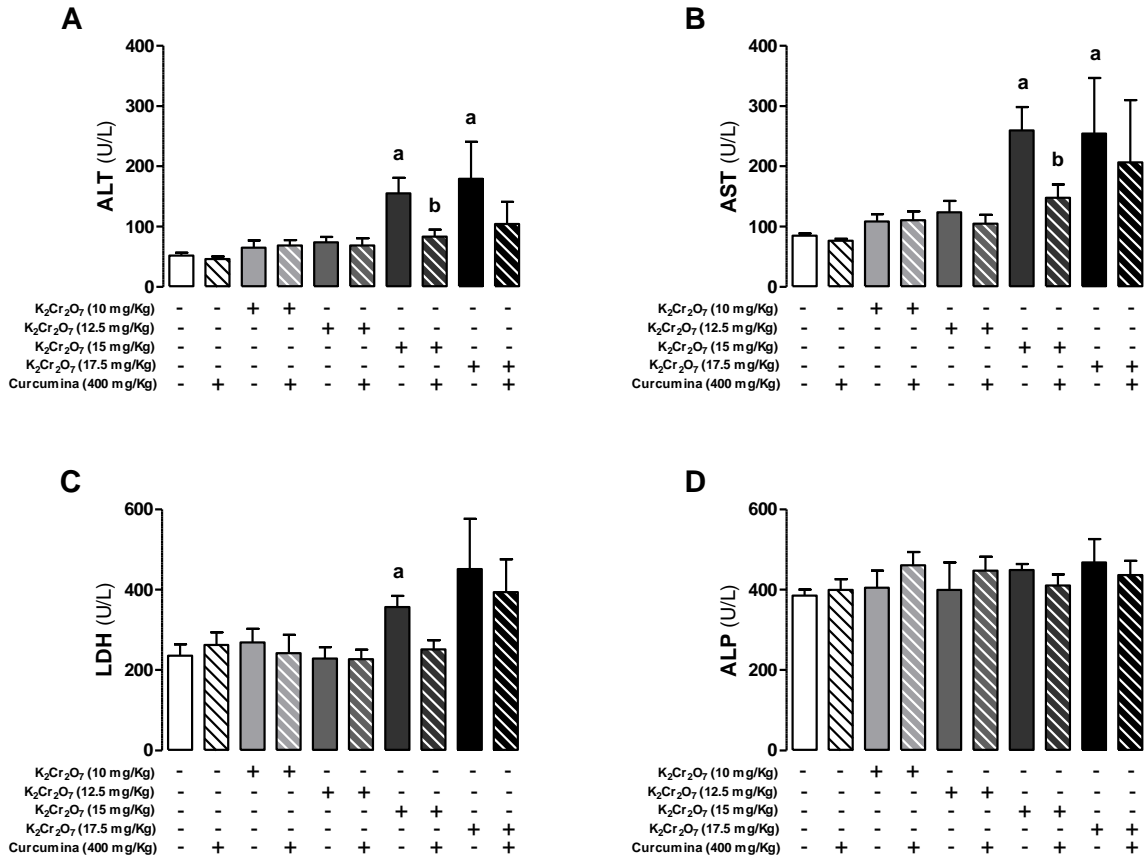 A
400
300
200
100
0
ALT (U/L)
a
a
b
K₂Cr₂O₇ (10 mg/Kg) - - + + - - - - - -
K₂Cr₂O₇ (12.5 mg/Kg) - - - - + + - - - -
K₂Cr₂O₇ (15 mg/Kg) - - - - - - + + - -
K₂Cr₂O₇ (17.5 mg/Kg) - - - - - - - - + +
Curcumina (400 mg/Kg) - + - + - + - + - +
B
400
300
200
100
0
AST (U/L)
a
a
b
K₂Cr₂O₇ (10 mg/Kg) - - + + - - - - - -
K₂Cr₂O₇ (12.5 mg/Kg) - - - - + + - - - -
K₂Cr₂O₇ (15 mg/Kg) - - - - - - + + - -
K₂Cr₂O₇ (17.5 mg/Kg) - - - - - - - - + +
Curcumina (400 mg/Kg) - + - + - + - + - +
C
600
400
200
0
LDH (U/L)
a
K₂Cr₂O₇ (10 mg/Kg) - - + + - - - - - -
K₂Cr₂O₇ (12.5 mg/Kg) - - - - + + - - - -
K₂Cr₂O₇ (15 mg/Kg) - - - - - - + + - -
K₂Cr₂O₇ (17.5 mg/Kg) - - - - - - - - + +
Curcumina (400 mg/Kg) - + - + - + - + - +
D
600
400
200
0
ALP (U/L)
K₂Cr₂O₇ (10 mg/Kg) - - + + - - - - - -
K₂Cr₂O₇ (12.5 mg/Kg) - - - - + + - - - -
K₂Cr₂O₇ (15 mg/Kg) - - - - - - + + - -
K₂Cr₂O₇ (17.5 mg/Kg) - - - - - - - - + +
Curcumina (400 mg/Kg) - + - + - + - + - +